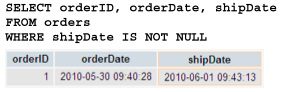 SELECT orderID, orderDate, shipDate
FROM orders
WHERE shipDate IS NOT NULL
orderID orderDate shipDate
1 2010-05-30 09:40:28 2010-06-01 09:43:13